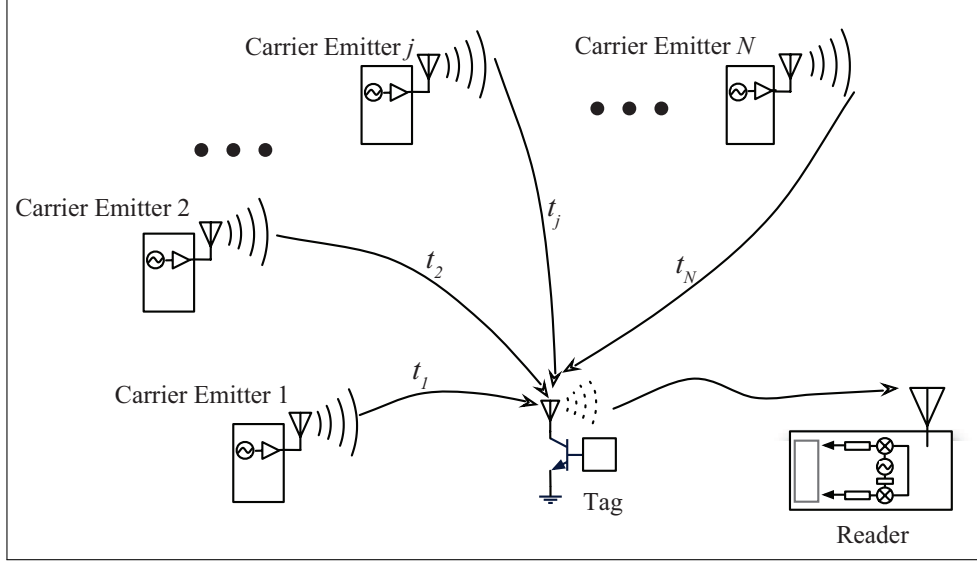 Carrier Emitter j
Carrier Emitter N
Carrier Emitter 2
t_j
t_2
t_N
t_1
Carrier Emitter 1
Tag
Reader